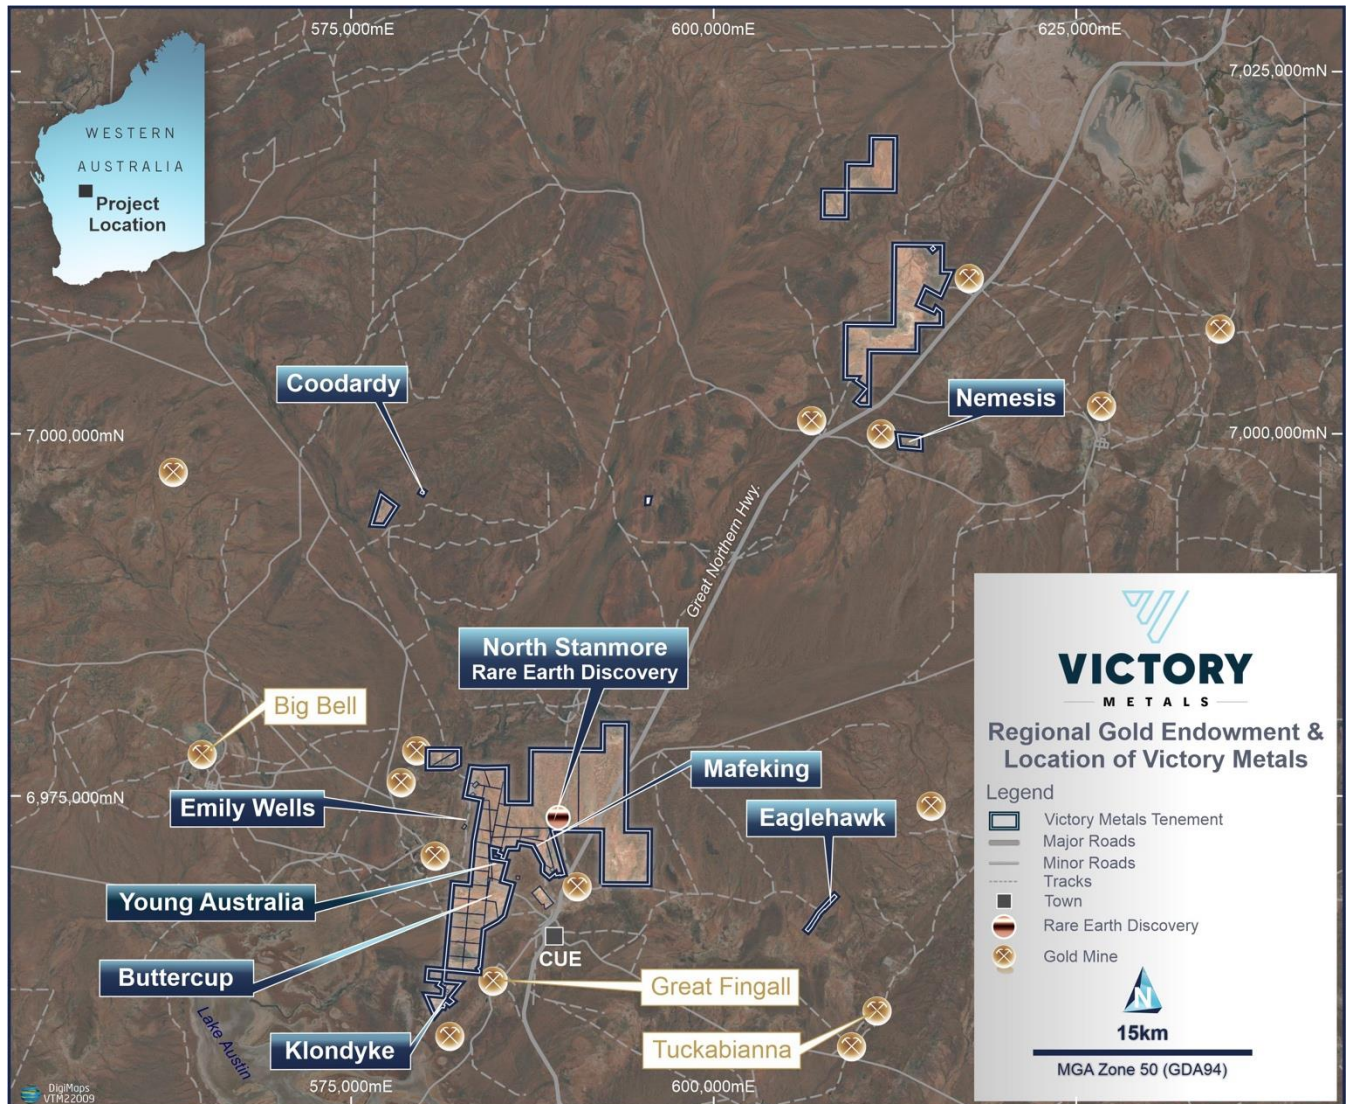 575,000mE
600,000mE
625,000mE
7,025,000mN
WESTERN
AUSTRALIA
Project
Location
Coodardy
Nemesis
7,000,000mN
7,000,000mN
Great Northern Hwy.
North Stanmore
Rare Earth Discovery
Big Bell
Mafeking
6,975,000mN
Emily Wells
Eaglehawk
Young Australia
CUE
Buttercup
Great Fingall
Lake Austin
Klondyke
Tuckabianna
575,000mE
600,000mE
DigiMaps
VTM22009
VICTORY
METALS
Regional Gold Endowment &
Location of Victory Metals
Legend
Victory Metals Tenement
Major Roads
Minor Roads
Tracks
Town
Rare Earth Discovery
Gold Mine
N
15km
MGA Zone 50 (GDA94)